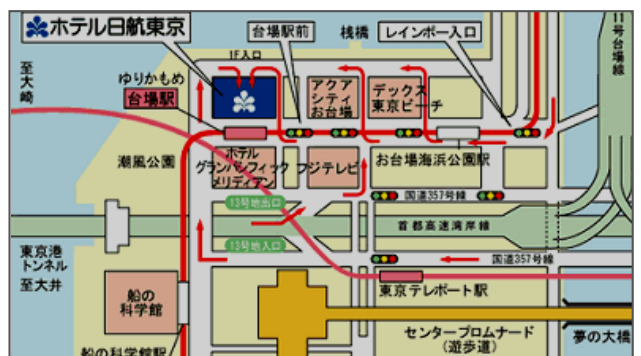 ホテル日航東京
台場駅前
桟橋
レインボー入口
11号台場線
至大崎
1F入口
ゆりかもめ
台場駅
アクア
シティ
お台場
デックス
東京ビーチ
潮風公園
ホテル
グランパシフィック
メリディアン
フジテレビ
お台場海浜公園駅
13号地出口
国道357号線
首都高速湾岸線
13号地入口
東京港
トンネル
至大井
国道357号線
東京テレポート駅
船の
科学館
センタープロムナード
(遊歩道)
夢の大橋
船の科学館駅